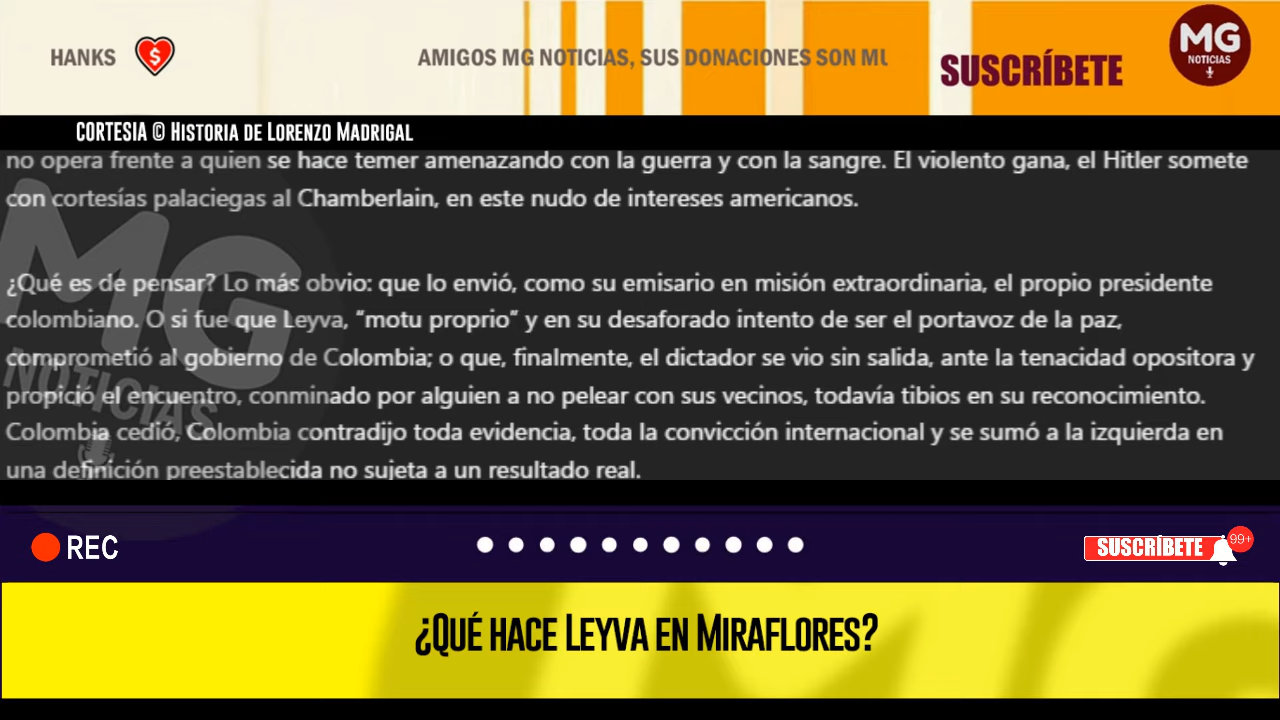 HANKS
$
AMIGOS MG NOTICIAS, SUS DONACIONES SON MU
SUSCRÍBETE
MG
NOTICIAS
CORTESIA © HISTORIA DE LORENZO MADRIGAL
no opera frente a quien se hace temer amenazando con la guerra y con la sangre. El violento gana, el Hitler somete
con cortesías palaciegas al Chamberlain, en este nudo de intereses americanos.
¿Qué es de pensar? Lo más obvio: que lo envió, como su emisario en misión extraordinaria, el propio presidente
colombiano. O si fue que Leyva, “motu proprio” y en su desaforado intento de ser el portavoz de la paz,
comprometió al gobierno de Colombia; o que, finalmente, el dictador se vio sin salida, ante la tenacidad opositora y
propició el encuentro, conminado por alguien a no pelear con sus vecinos, todavía tibios en su reconocimiento.
Colombia cedió, Colombia contradijo toda evidencia, toda la convicción internacional y se sumó a la izquierda en
una definición preestablecida no sujeta a un resultado real.
MG
NOTICIAS
REC
SUSCRÍBETE
99+
¿QUÉ HACE LEYVA EN MIRAFLORES?